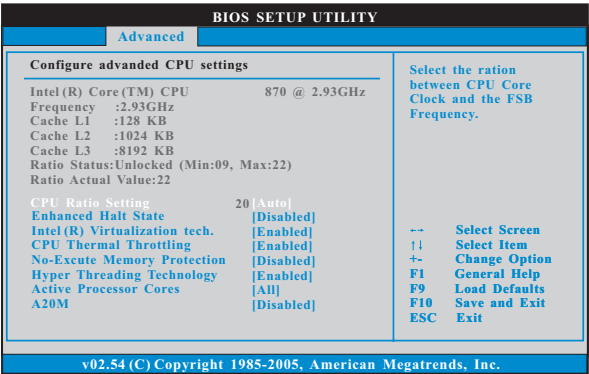 BIOS SETUP UTILITY
Advanced
Configure advanded CPU settings
Intel(R) Core(TM) CPU 870 @ 2.93GHz
Frequency :2.93GHz
Cache L1 :128 KB
Cache L2 :1024 KB
Cache L3 :8192 KB
Ratio Status:Unlocked (Min:09, Max:22)
Ratio Actual Value:22
CPU Ratio Setting 20 [Auto]
Enhanced Halt State [Disabled]
Intel(R) Virtualization tech. [Enabled]
CPU Thermal Throttling [Enabled]
No-Excute Memory Protection [Disabled]
Hyper Threading Technology [Enabled]
Active Processor Cores [All]
A20M [Disabled]
Select the ration
between CPU Core
Clock and the FSB
Frequency.
←→ Select Screen
↑↓ Select Item
+- Change Option
F1 General Help
F9 Load Defaults
F10 Save and Exit
ESC Exit
v02.54 (C) Copyright 1985-2005, American Megatrends, Inc.